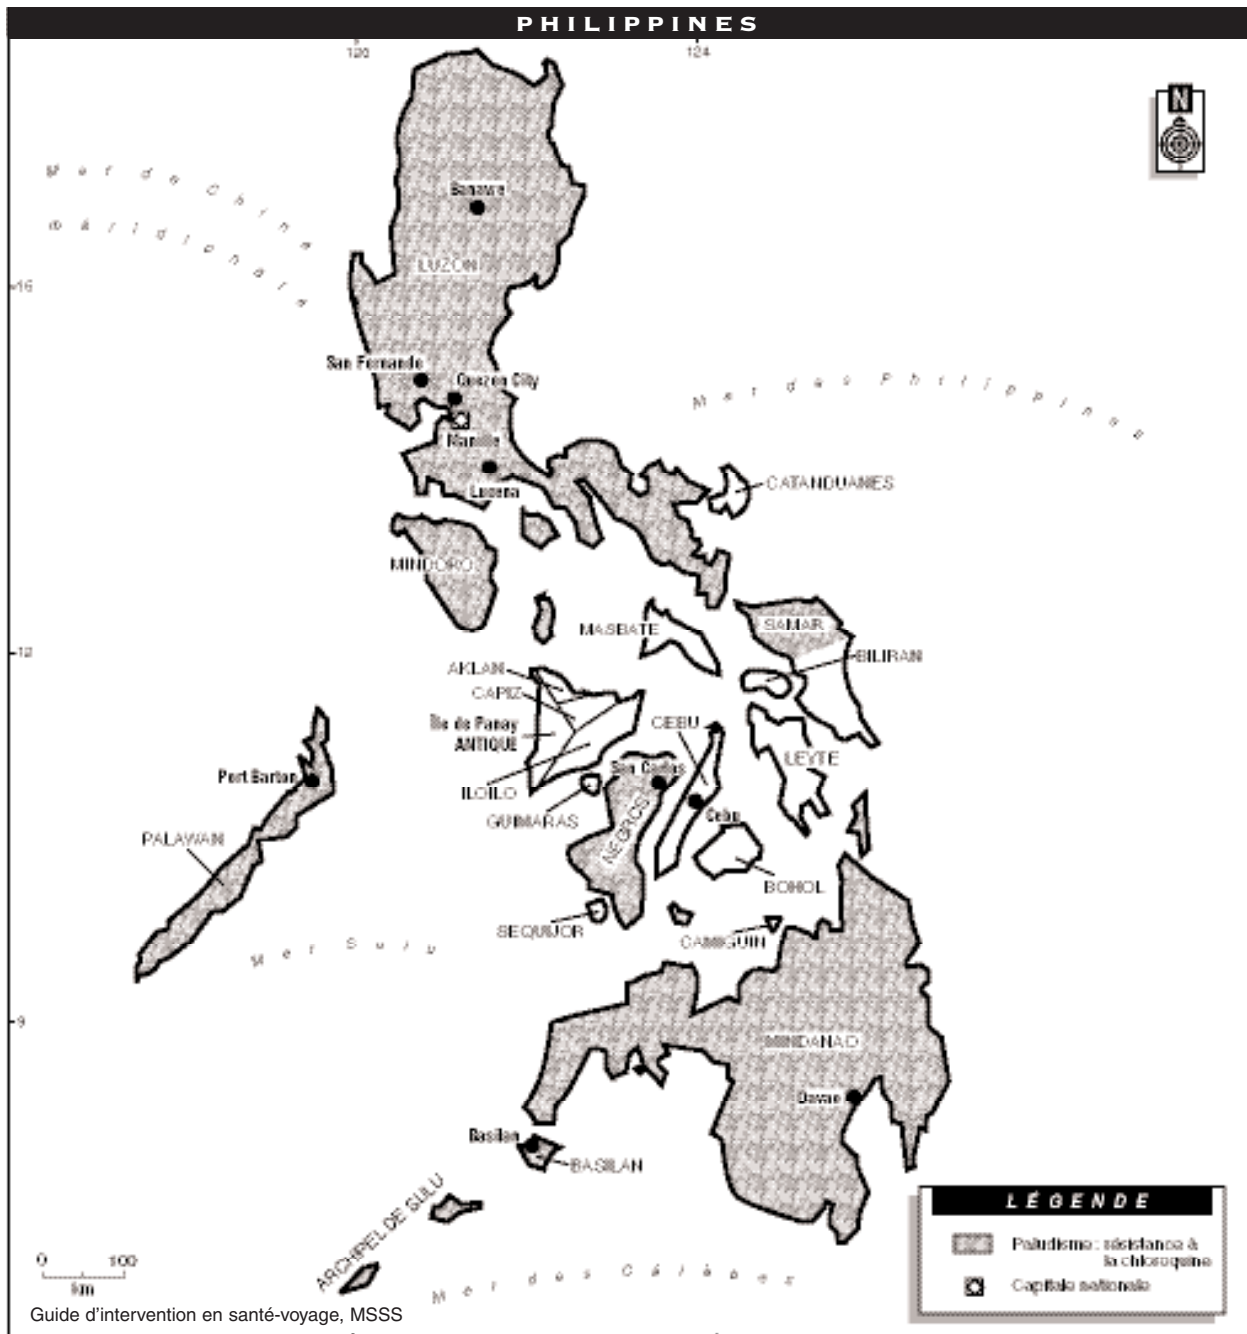 PHILIPPINES
120
124
N
Mer de Chine
méridionale
Banawe
LUZON
16
San Fernando
Quezon City
Mer des Philippines
Manille
Lucena
CATANDUANES
MINDORO
MASBATE
SAMAR
12
BILIRAN
AKLAN
CAPIZ
Île de Panay
ANTIQUE
CEBU
LEYTE
Port Barton
San Carlos
ILOILO
GUIMARAS
NEGROS
Cebu
PALAWAN
BOHOL
SEQUIJOR
CAMIGUIN
Mer Sulu
9
MINDANAO
Davao
Basilan
BASILAN
ARCHIPEL DE SULU
LÉGENDE
Paludisme : résistance à
la chloroquine
Capitale nationale
0 100
km
Mer des Célèbes
Guide d'intervention en santé-voyage, MSSS